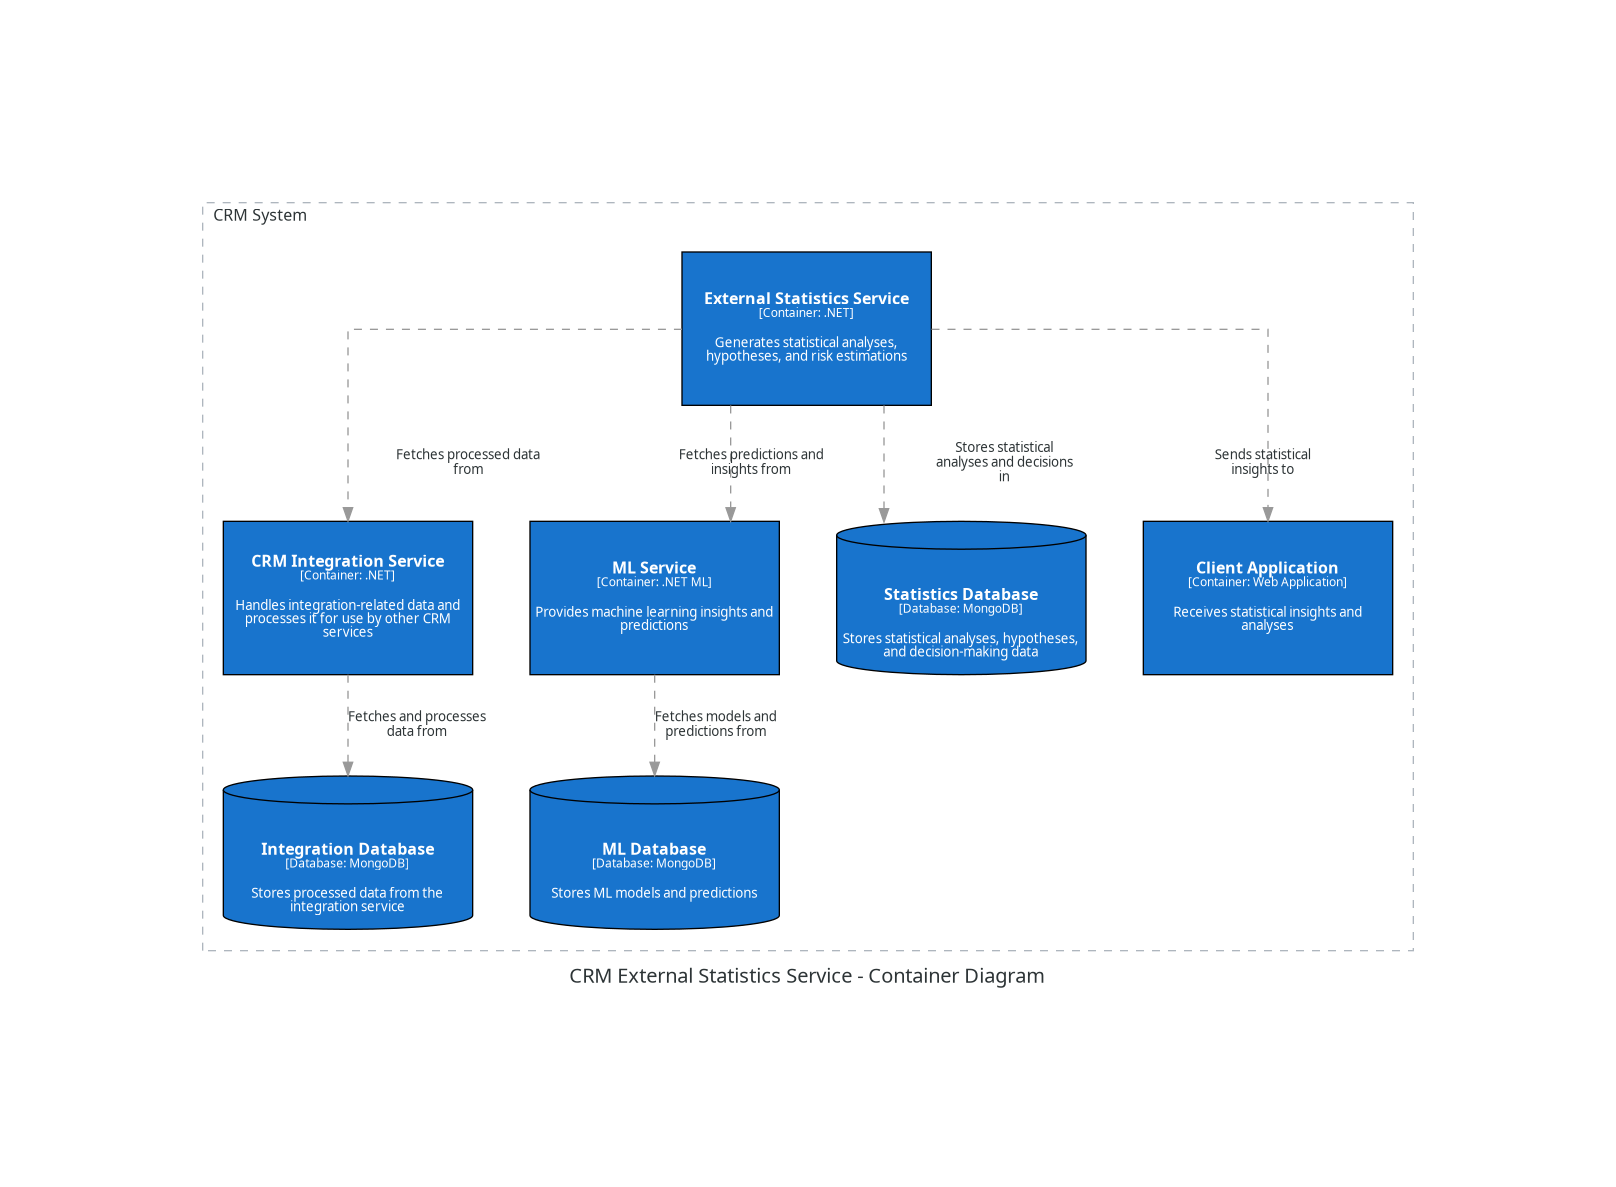 CRM System
External Statistics Service
[Container: .NET]
Generates statistical analyses,
hypotheses, and risk estimations
Fetches processed data
from
Fetches predictions and
insights from
Stores statistical
analyses and decisions
in
Sends statistical
insights to
CRM Integration Service
[Container: .NET]
Handles integration-related data and
processes it for use by other CRM
services
ML Service
[Container: .NET ML]
Provides machine learning insights and
predictions
Statistics Database
[Database: MongoDB]
Stores statistical analyses, hypotheses,
and decision-making data
Client Application
[Container: Web Application]
Receives statistical insights and
analyses
Fetches and processes
data from
Fetches models and
predictions from
Integration Database
[Database: MongoDB]
Stores processed data from the
integration service
ML Database
[Database: MongoDB]
Stores ML models and predictions
CRM External Statistics Service - Container Diagram